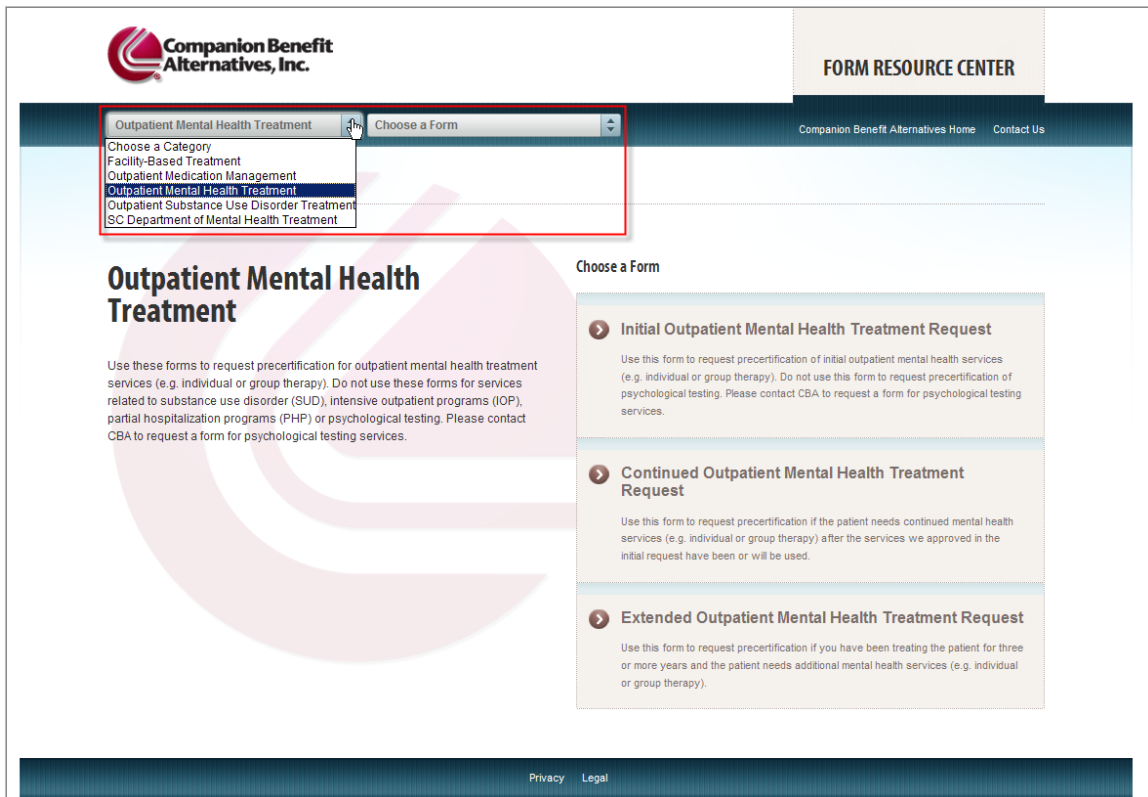 Companion Benefit
Alternatives, Inc.
FORM RESOURCE CENTER
Outpatient Mental Health Treatment
Choose a Form
Companion Benefit Alternatives Home
Contact Us
Choose a Category
Facility-Based Treatment
Outpatient Medication Management
Outpatient Mental Health Treatment
Outpatient Substance Use Disorder Treatment
SC Department of Mental Health Treatment
Outpatient Mental Health
Treatment
Use these forms to request precertification for outpatient mental health treatment
services (e.g. individual or group therapy). Do not use these forms for services
related to substance use disorder (SUD), intensive outpatient programs (IOP),
partial hospitalization programs (PHP) or psychological testing. Please contact
CBA to request a form for psychological testing services.
Choose a Form
Initial Outpatient Mental Health Treatment Request
Use this form to request precertification of initial outpatient mental health services
(e.g. individual or group therapy). Do not use this form to request precertification of
psychological testing. Please contact CBA to request a form for psychological testing
services.
Continued Outpatient Mental Health Treatment
Request
Use this form to request precertification if the patient needs continued mental health
services (e.g. individual or group therapy) after the services we approved in the
initial request have been or will be used.
Extended Outpatient Mental Health Treatment Request
Use this form to request precertification if you have been treating the patient for three
or more years and the patient needs additional mental health services (e.g. individual
or group therapy).
Privacy
Legal